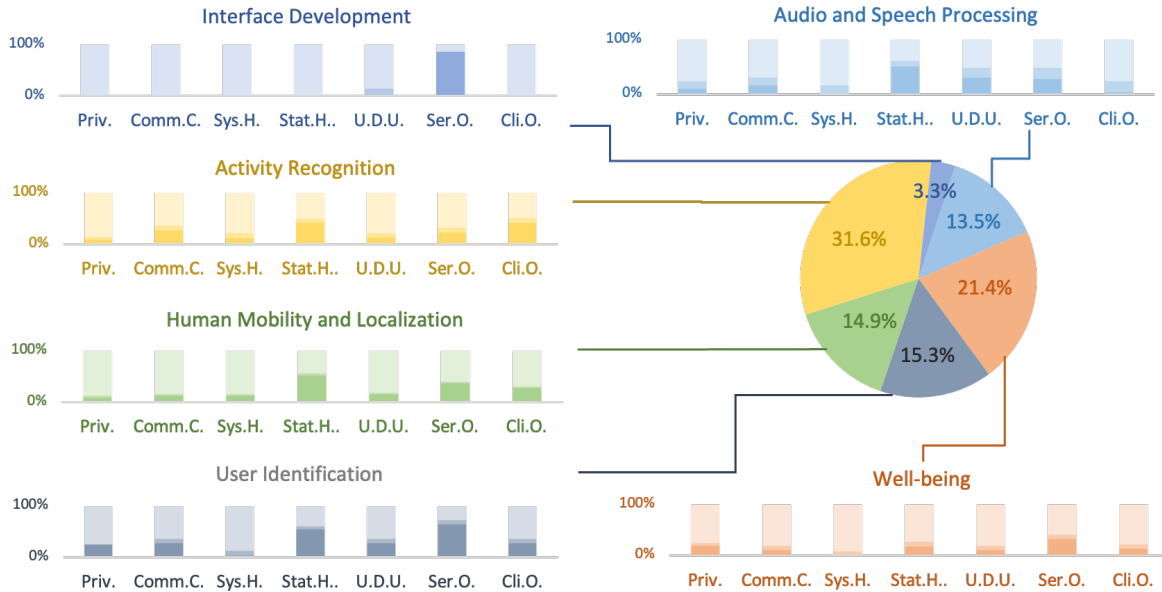 Interface Development
100%
0%
Priv. Comm.C. Sys.H. Stat.H.. U.D.U. Ser.O. Cli.O.
Audio and Speech Processing
100%
0%
Priv. Comm.C. Sys.H. Stat.H.. U.D.U. Ser.O. Cli.O.
Activity Recognition
100%
0%
Priv. Comm.C. Sys.H. Stat.H.. U.D.U. Ser.O. Cli.O.
3.3%
13.5%
31.6%
21.4%
14.9%
15.3%
Human Mobility and Localization
100%
0%
Priv. Comm.C. Sys.H. Stat.H.. U.D.U. Ser.O. Cli.O.
User Identification
100%
0%
Priv. Comm.C. Sys.H. Stat.H.. U.D.U. Ser.O. Cli.O.
Well-being
100%
0%
Priv. Comm.C. Sys.H. Stat.H.. U.D.U. Ser.O. Cli.O.